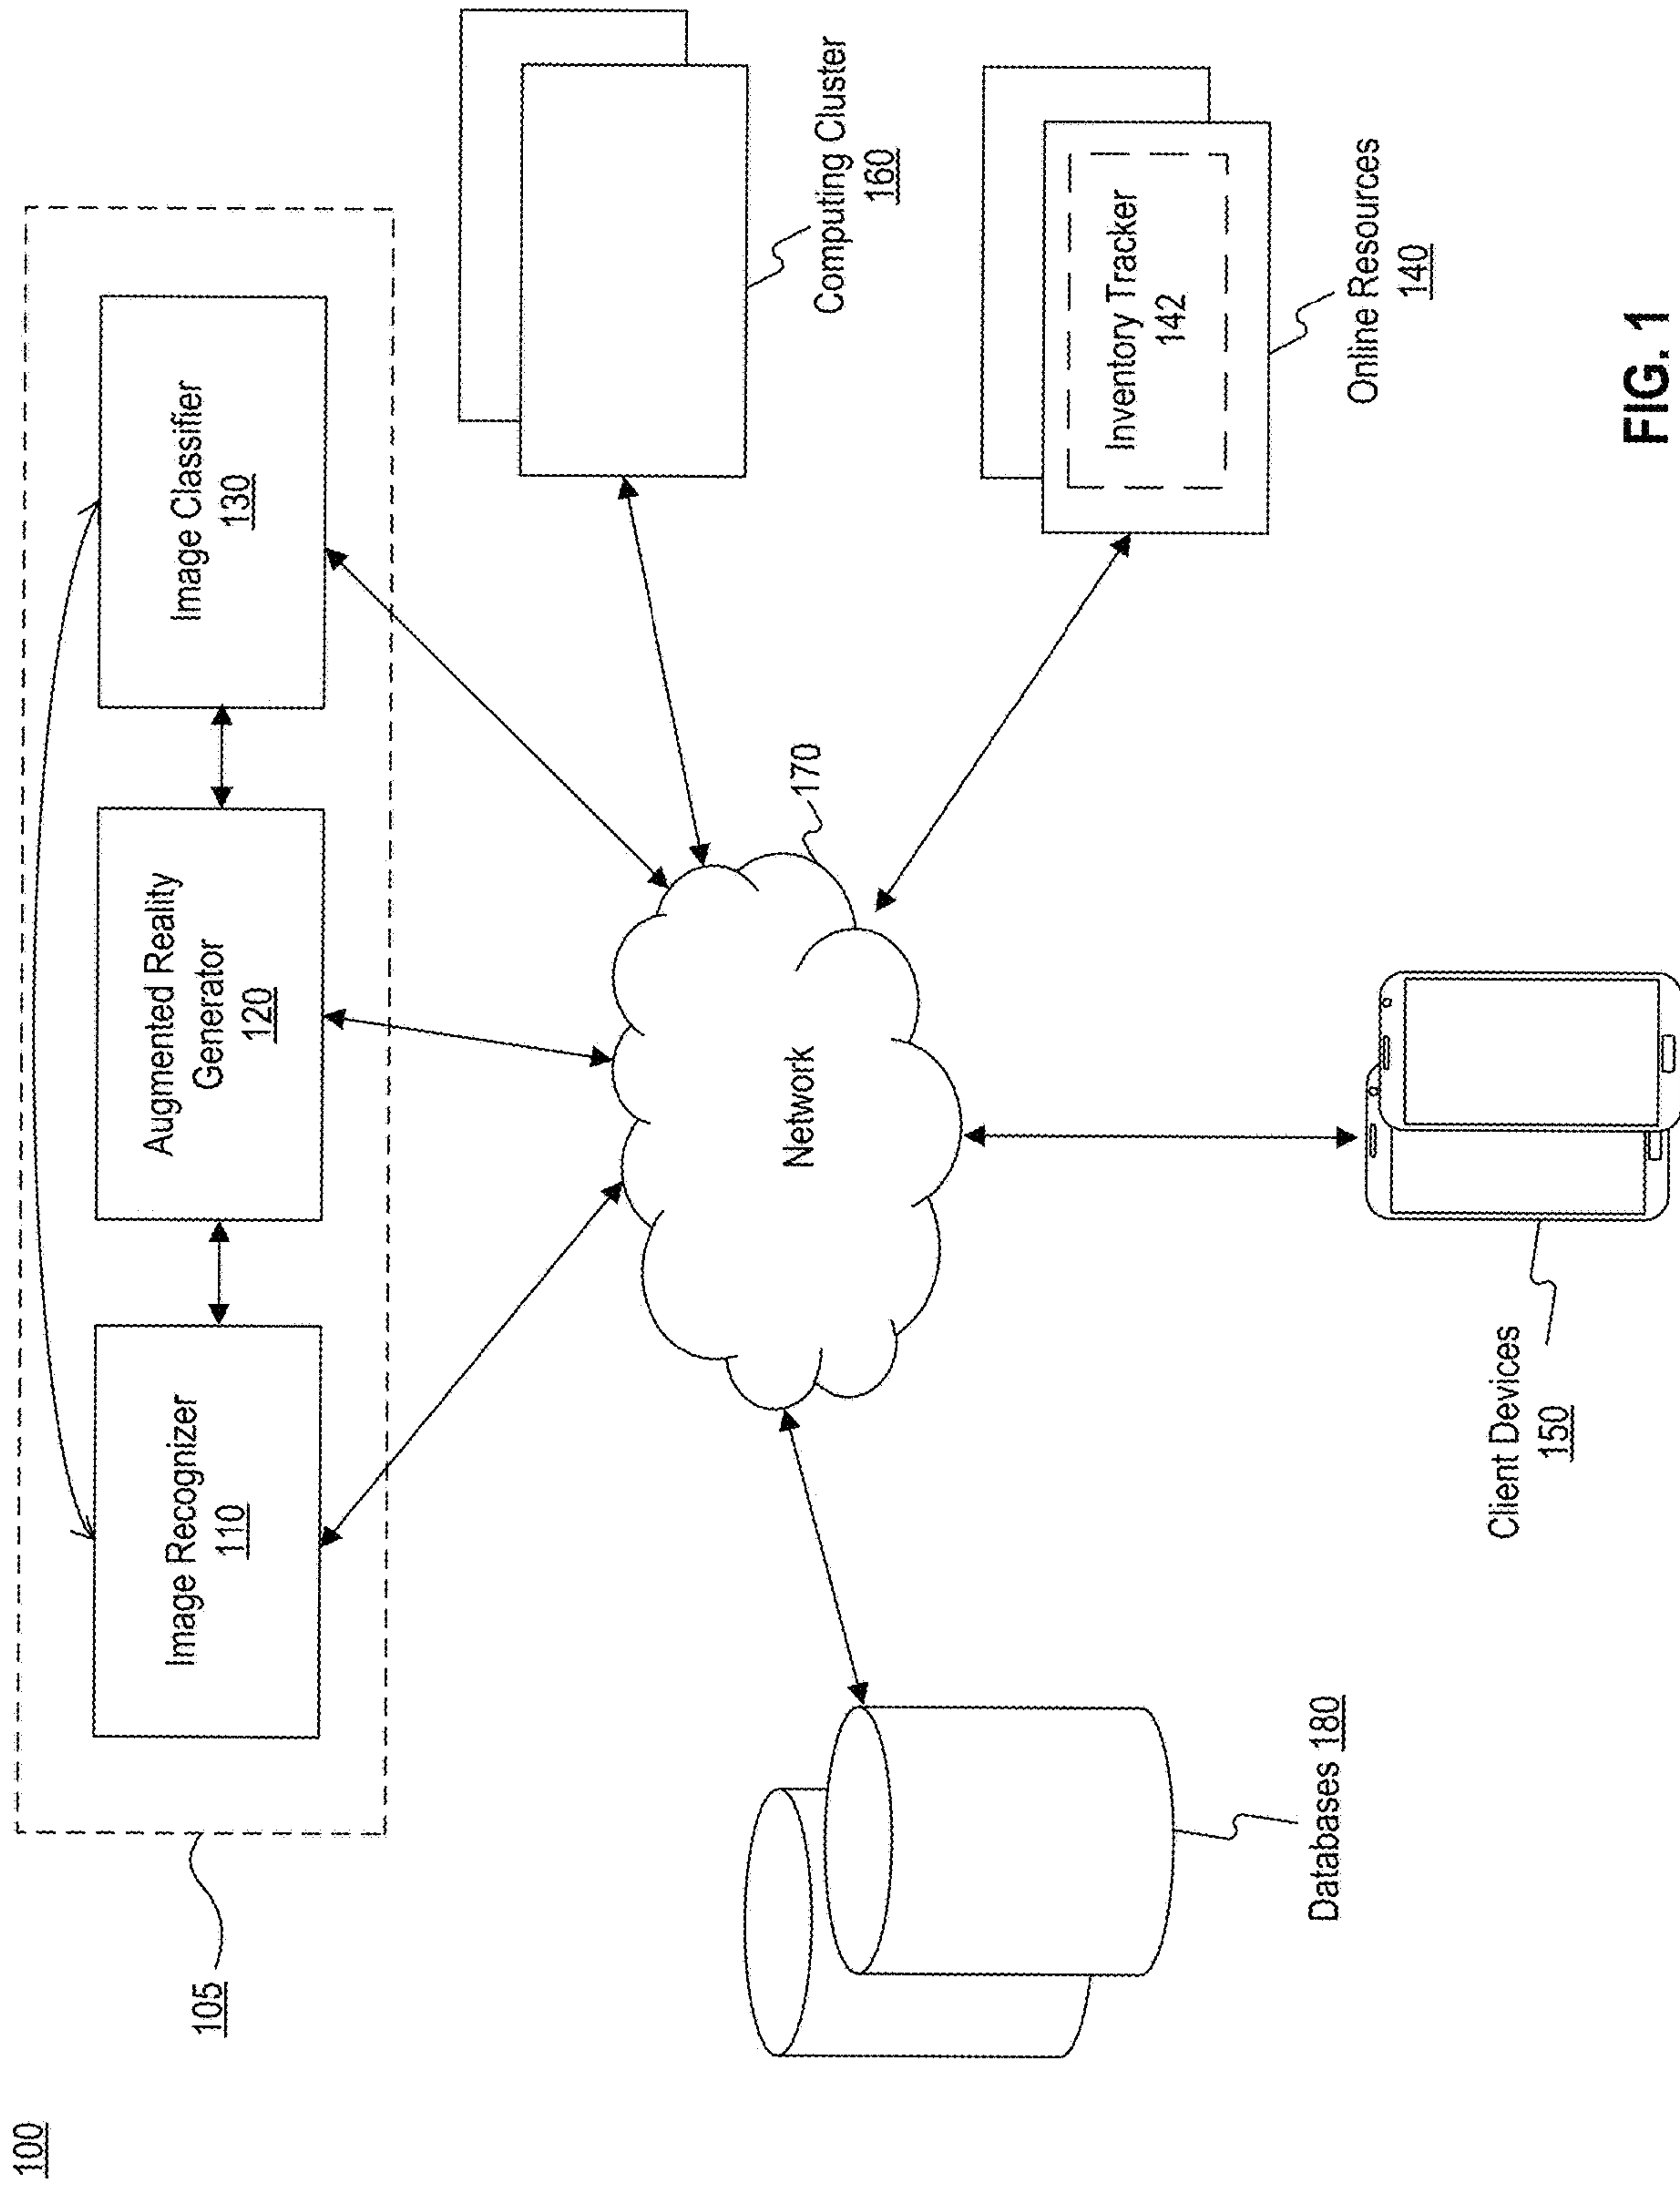 100
105
Image Recognizer
110
Augmented Reality
Generator
120
Image Classifier
130
Computing Cluster
160
Network
170
Inventory Tracker
142
Online Resources
140
Databases 180
Client Devices
150
FIG. 1